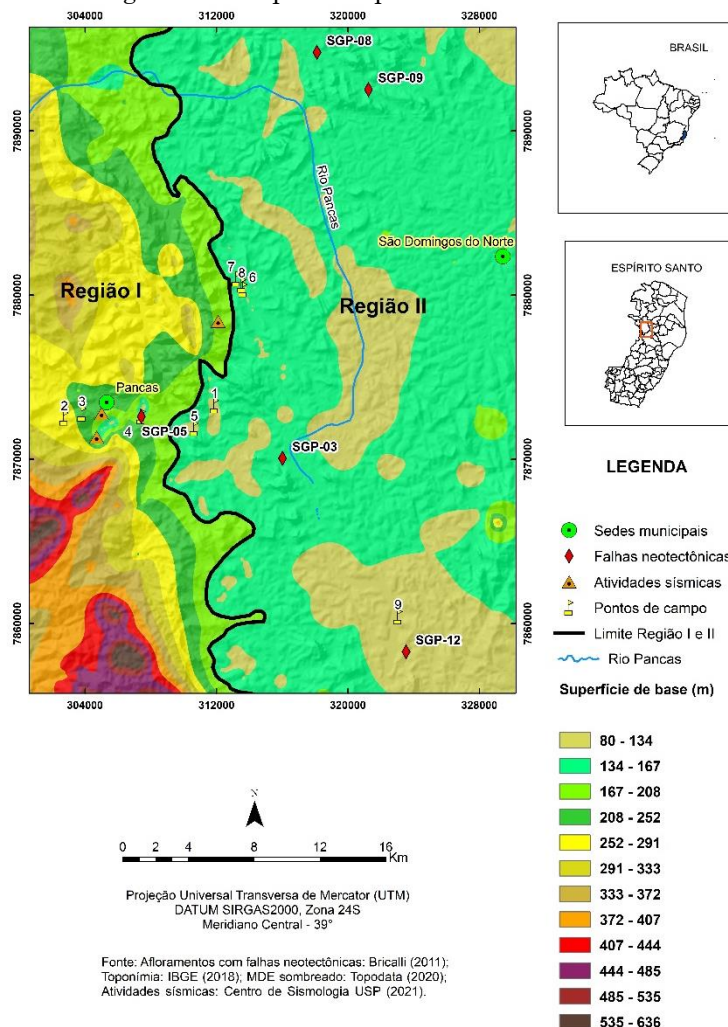 304000 312000 320000 328000
SGP-08
SGP-09
7890000
7890000
Rio Pancas
São Domingos do Norte
7 8 6
7880000
7880000
Região I
Região II
Pancas
2 3
1
4 SGP-05 5
SGP-03
7870000
7870000
9
7860000
7860000
SGP-12
304000 312000 320000 328000
N
0 2 4 8 12 16
Km
Projeção Universal Transversa de Mercator (UTM)
DATUM SIRGAS2000, Zona 24S
Meridiano Central - 39°
Fonte: Afloramentos com falhas neotectônicas: Bricalli (2011);
Toponímia: IBGE (2018); MDE sombreado: Topodata (2020);
Atividades sísmicas: Centro de Sismologia USP (2021).
BRASIL
ESPÍRITO SANTO
LEGENDA
Sedes municipais
Falhas neotectônicas
Atividades sísmicas
Pontos de campo
Limite Região I e II
Rio Pancas
Superfície de base (m)
80 - 134
134 - 167
167 - 208
208 - 252
252 - 291
291 - 333
333 - 372
372 - 407
407 - 444
444 - 485
485 - 535
535 - 636